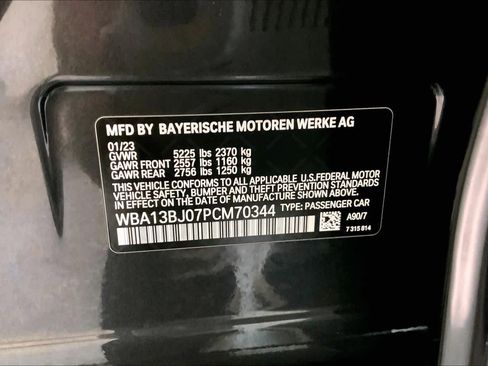 MFD BY BAYERISCHE MOTOREN WERKE AG
01/23
GVWR 5225 lbs 2370 kg
GAWR FRONT 2557 lbs 1160 kg
GAWR REAR 2756 lbs 1250 kg
THIS VEHICLE CONFORMS TO ALL APPLICABLE U.S.FEDERAL MOTOR
VEHICLE SAFETY, BUMPER, AND THEFT PREVENTION STANDARDS
IN EFFECT ON THE DATE OF MANUFACTURE SHOWN ABOVE.
WBA13BJ07PCM70344 TYPE: PASSENGER CAR
A90/7
7 315 814